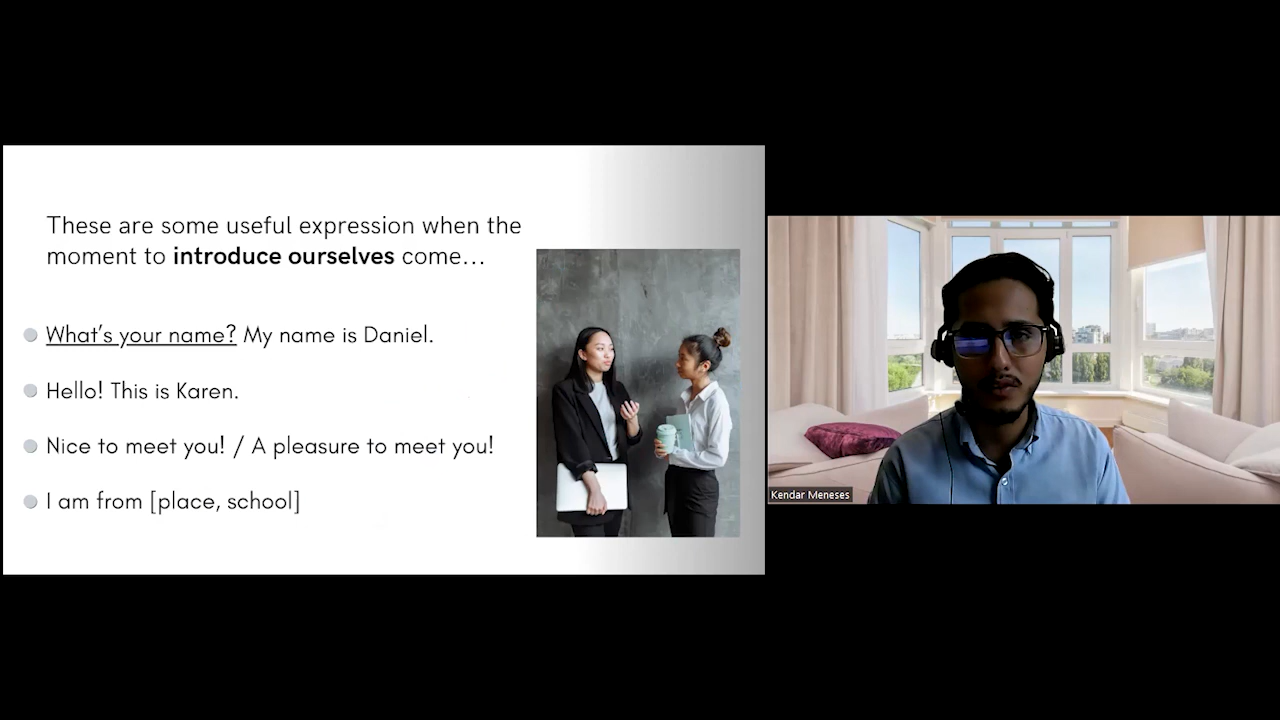 These are some useful expression when the
moment to introduce ourselves come...
What's your name? My name is Daniel.
Hello! This is Karen.
Nice to meet you! / A pleasure to meet you!
I am from [place, school]
Kendar Meneses